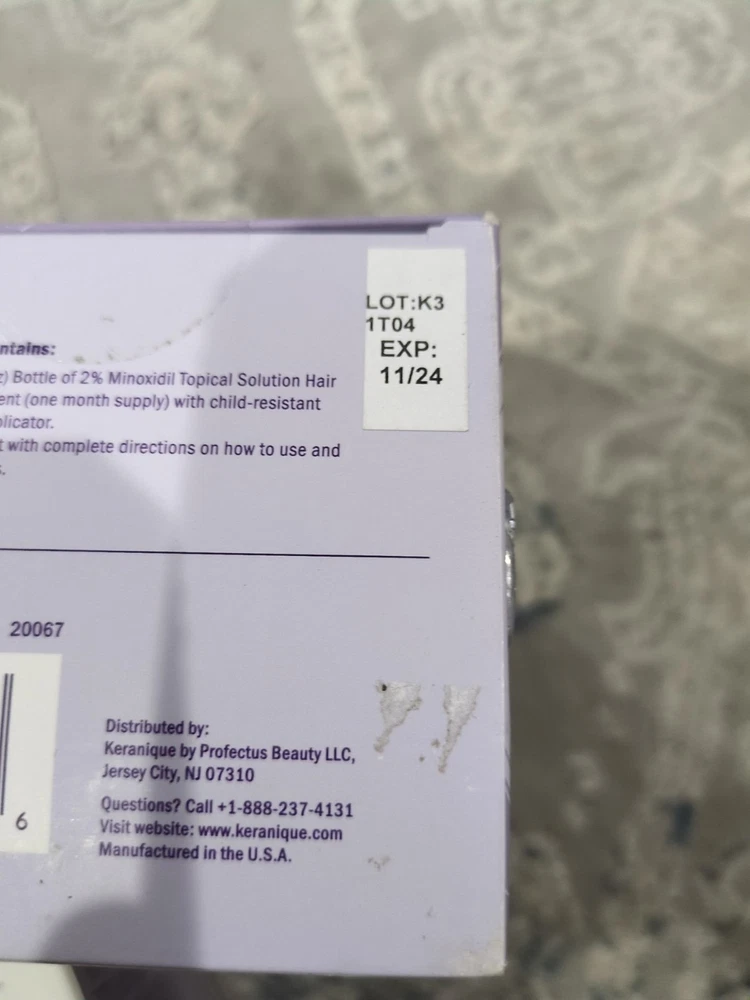 LOT:K3
1T04
EXP:
11/24
ntains:
z) Bottle of 2% Minoxidil Topical Solution Hair
ent (one month supply) with child-resistant
plicator.
t with complete directions on how to use and
s.
20067
6
Distributed by:
Keranique by Profectus Beauty LLC,
Jersey City, NJ 07310
Questions? Call +1-888-237-4131
Visit website: www.keranique.com
Manufactured in the U.S.A.